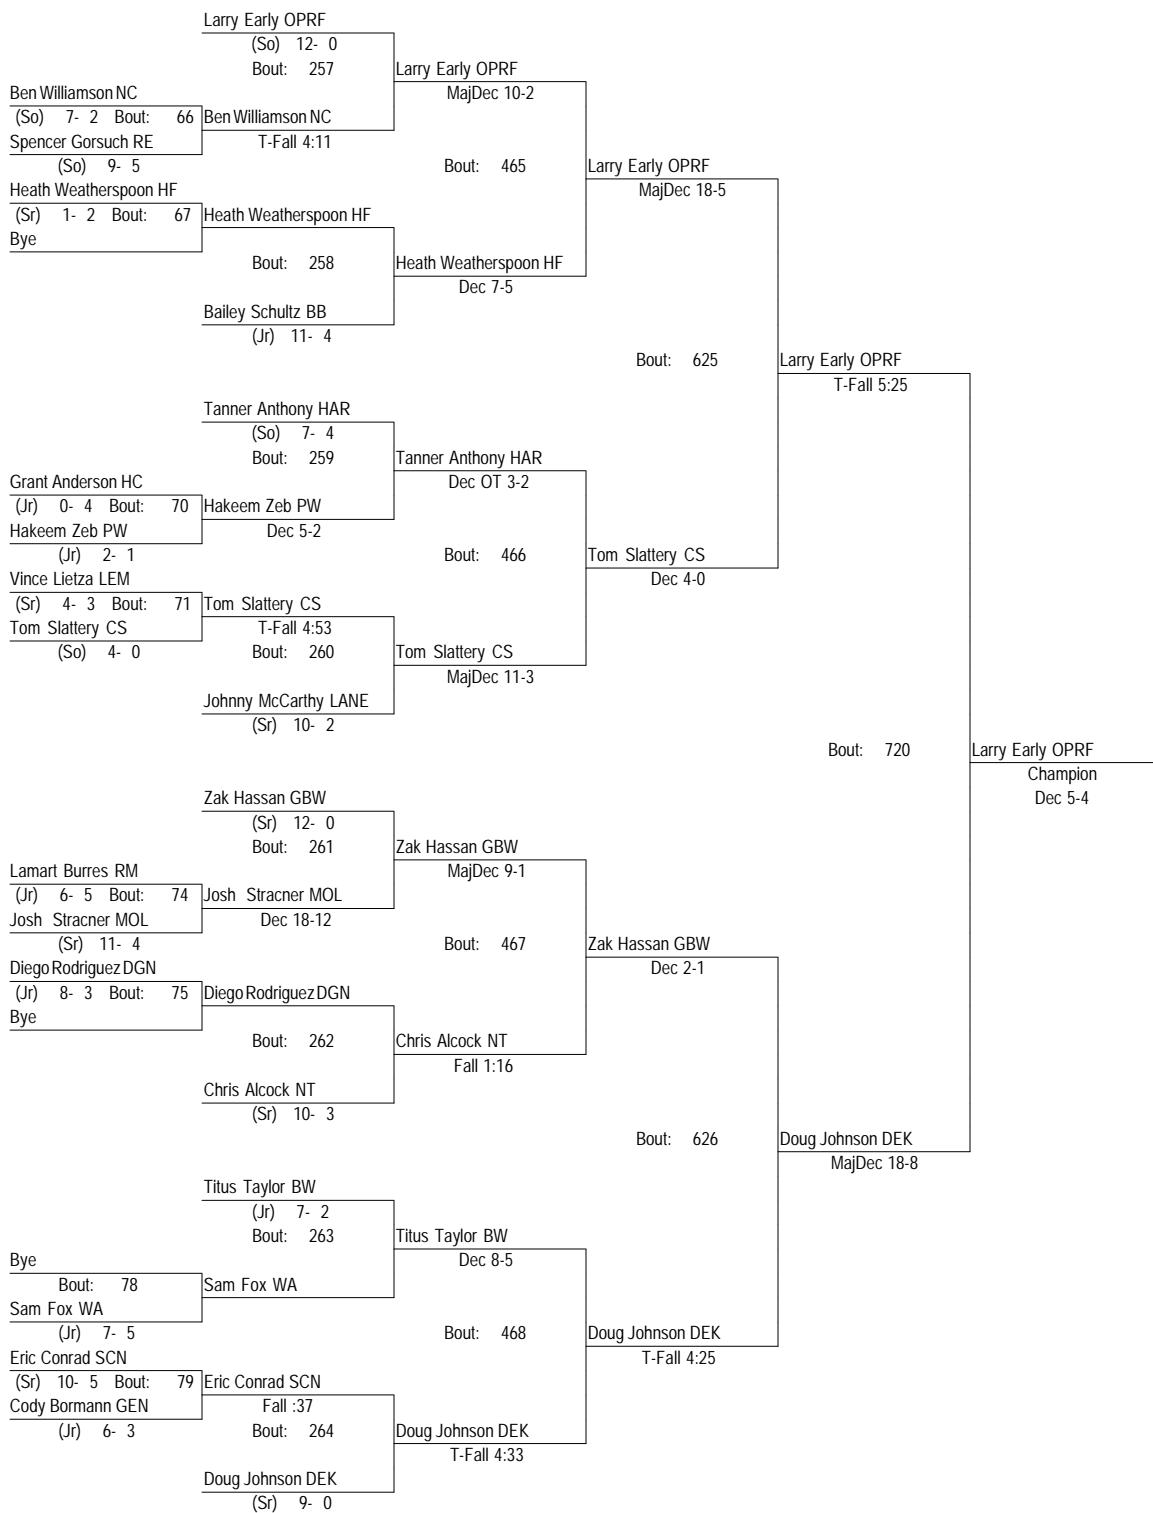 Larry Early OPRF
(So) 12- 0
Bout: 257
Larry Early OPRF
MajDec 10-2
Ben Williamson NC
(So) 7- 2 Bout: 66
Ben Williamson NC
T-Fall 4:11
Spencer Gorsuch RE
(So) 9- 5
Bout: 465
Larry Early OPRF
MajDec 18-5
Heath Weatherspoon HF
(Sr) 1- 2 Bout: 67
Heath Weatherspoon HF
Bye
Bout: 258
Heath Weatherspoon HF
Dec 7-5
Bailey Schultz BB
(Jr) 11- 4
Bout: 625
Larry Early OPRF
T-Fall 5:25
Tanner Anthony HAR
(So) 7- 4
Bout: 259
Tanner Anthony HAR
Dec OT 3-2
Grant Anderson HC
(Jr) 0- 4 Bout: 70
Hakeem Zeb PW
Dec 5-2
Hakeem Zeb PW
(Jr) 2- 1
Bout: 466
Tom Slattery CS
Dec 4-0
Vince Lietza LEM
(Sr) 4- 3 Bout: 71
Tom Slattery CS
T-Fall 4:53
Tom Slattery CS
(So) 4- 0
Bout: 260
Tom Slattery CS
MajDec 11-3
Johnny McCarthy LANE
(Sr) 10- 2
Bout: 720
Larry Early OPRF
Champion
Dec 5-4
Zak Hassan GBW
(Sr) 12- 0
Bout: 261
Zak Hassan GBW
MajDec 9-1
Lamart Burres RM
(Jr) 6- 5 Bout: 74
Josh Stracner MOL
Dec 18-12
Josh Stracner MOL
(Sr) 11- 4
Bout: 467
Zak Hassan GBW
Dec 2-1
Diego Rodriguez DGN
(Jr) 8- 3 Bout: 75
Diego Rodriguez DGN
Bye
Bout: 262
Chris Alcock NT
Fall 1:16
Chris Alcock NT
(Sr) 10- 3
Bout: 626
Doug Johnson DEK
MajDec 18-8
Titus Taylor BW
(Jr) 7- 2
Bout: 263
Titus Taylor BW
Dec 8-5
Bye
Bout: 78
Sam Fox WA
Sam Fox WA
(Jr) 7- 5
Bout: 468
Doug Johnson DEK
T-Fall 4:25
Eric Conrad SCN
(Sr) 10- 5 Bout: 79
Eric Conrad SCN
Fall :37
Cody Bormann GEN
(Jr) 6- 3
Bout: 264
Doug Johnson DEK
T-Fall 4:33
Doug Johnson DEK
(Sr) 9- 0